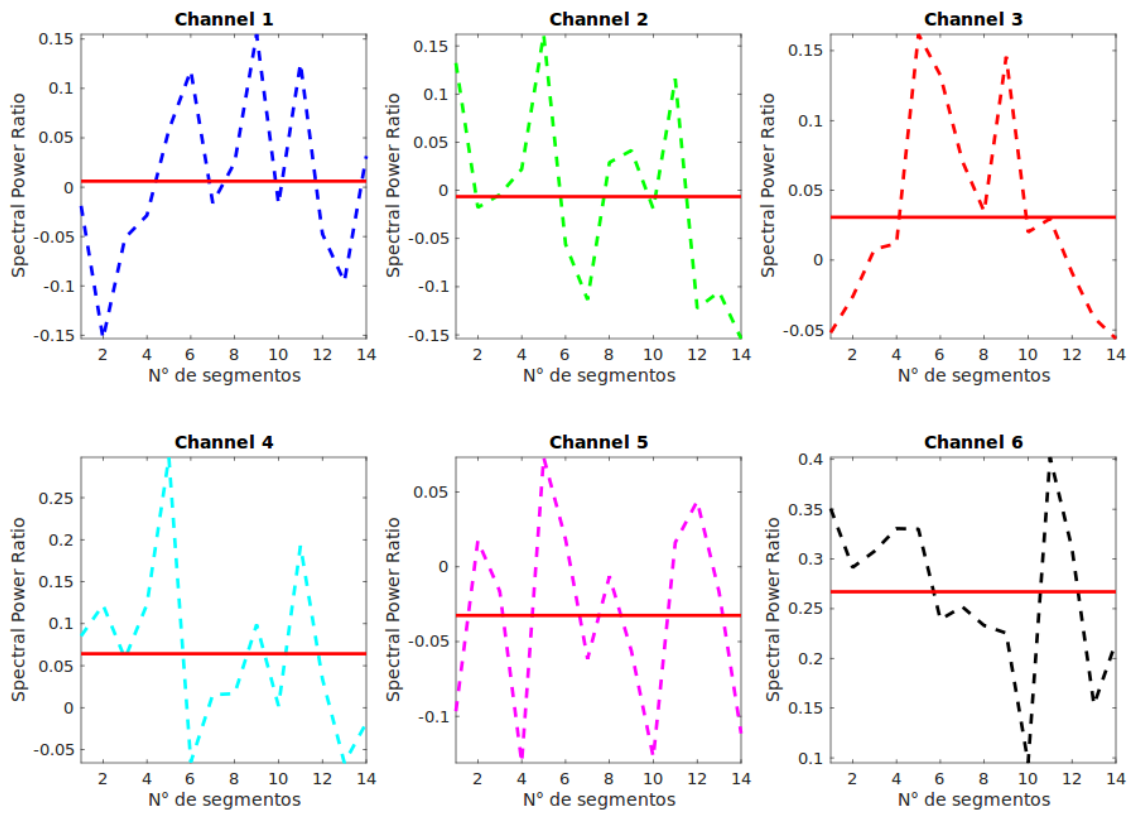 Channel 1
0.15
0.1
0.05
0
-0.05
-0.1
-0.15
Spectral Power Ratio
2 4 6 8 10 12 14
N° de segmentos
Channel 2
0.15
0.1
0.05
0
-0.05
-0.1
-0.15
Spectral Power Ratio
2 4 6 8 10 12 14
N° de segmentos
Channel 3
0.15
0.1
0.05
0
-0.05
Spectral Power Ratio
2 4 6 8 10 12 14
N° de segmentos
Channel 4
0.25
0.2
0.15
0.1
0.05
0
-0.05
Spectral Power Ratio
2 4 6 8 10 12 14
N° de segmentos
Channel 5
0.05
0
-0.05
-0.1
Spectral Power Ratio
2 4 6 8 10 12 14
N° de segmentos
Channel 6
0.4
0.35
0.3
0.25
0.2
0.15
0.1
Spectral Power Ratio
2 4 6 8 10 12 14
N° de segmentos